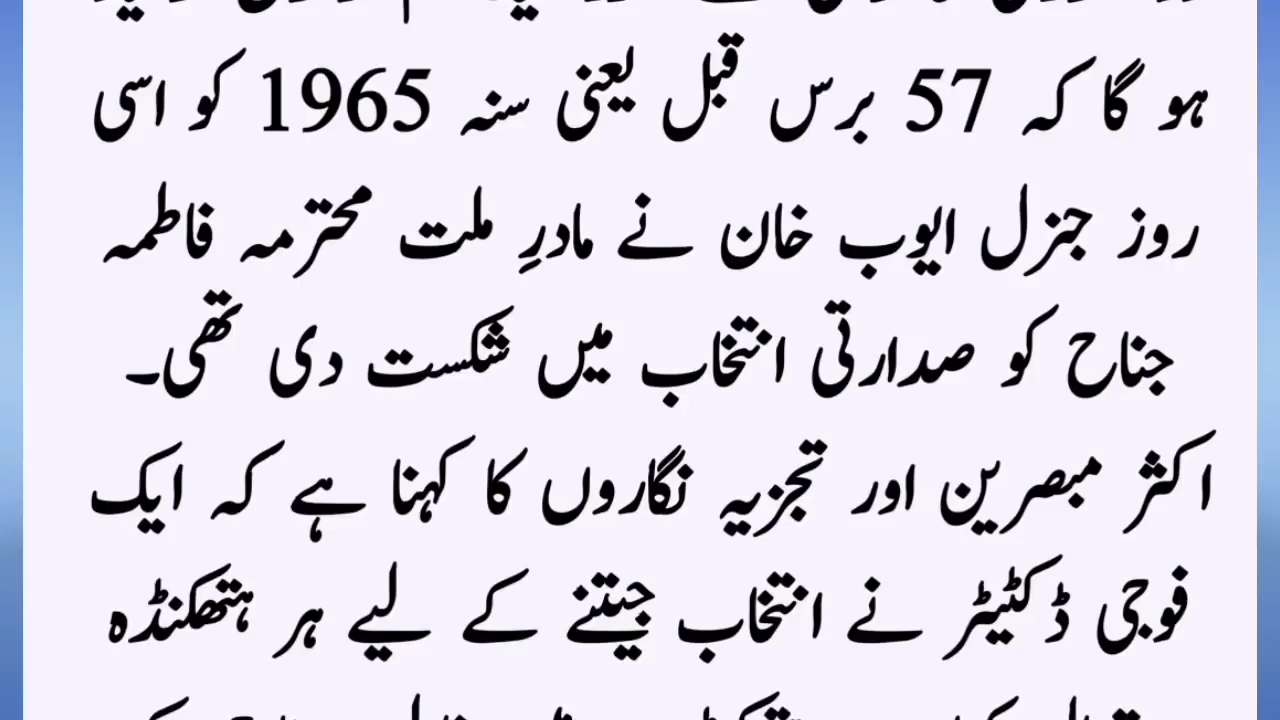 ہو گا کہ 57 برس قبل یعنی سنہ 1965 کو اسی
روز جنرل ایوب خان نے مادرِ ملت محترمہ فاطمہ
جناح کو صدارتی انتخاب میں شکست دی تھی۔
اکثر مبصرین اور تجزیہ نگاروں کا کہنا ہے کہ ایک
فوجی ڈکٹیٹر نے انتخاب جیتنے کے لیے ہر ہتھکنڈہ